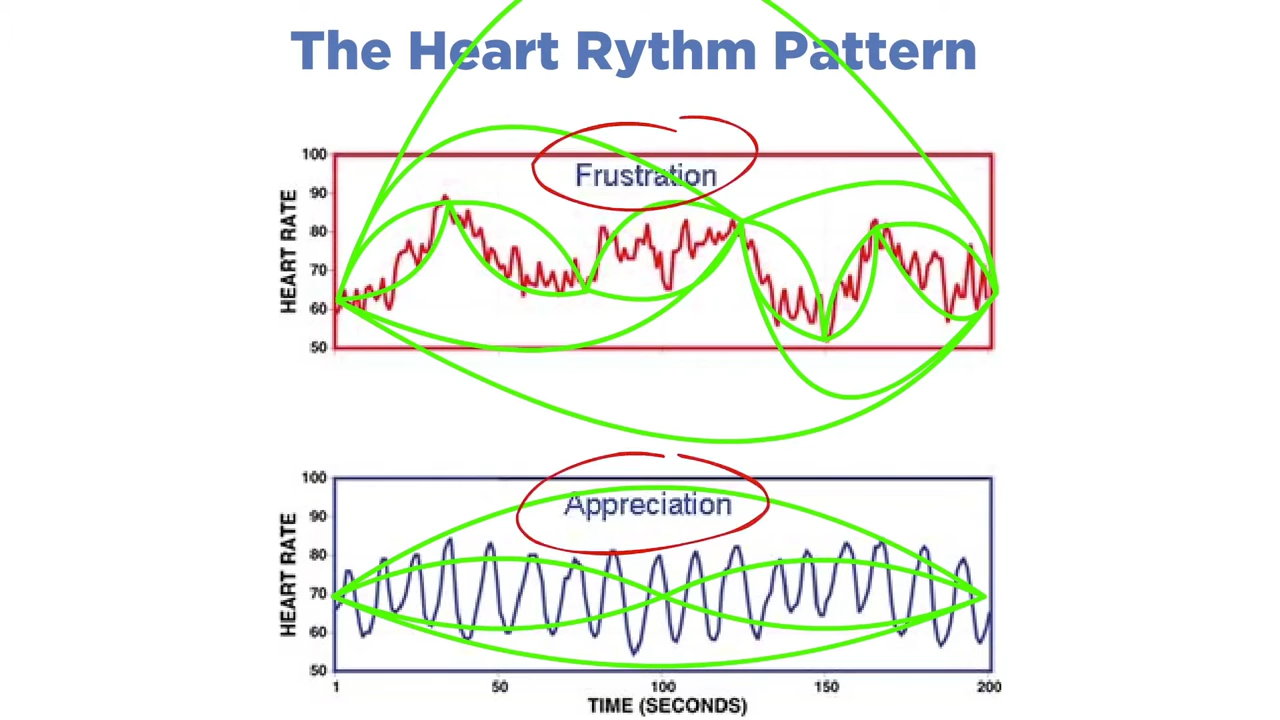 The Heart Rythm Pattern
Frustration
HEART RATE
100
90
80
70
60
50
Appreciation
HEART RATE
100
90
80
70
60
50
1 50 100 150 200
TIME (SECONDS)